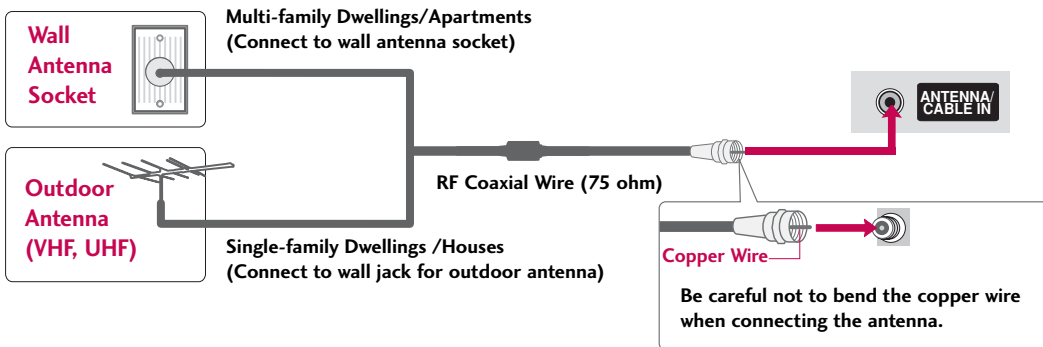 Multi-family Dwellings/Apartments
(Connect to wall antenna socket)
Wall
Antenna
Socket
ANTENNA/
CABLE IN
RF Coaxial Wire (75 ohm)
Outdoor
Antenna
(VHF, UHF)
Single-family Dwellings /Houses
(Connect to wall jack for outdoor antenna)
Copper Wire
Be careful not to bend the copper wire
when connecting the antenna.